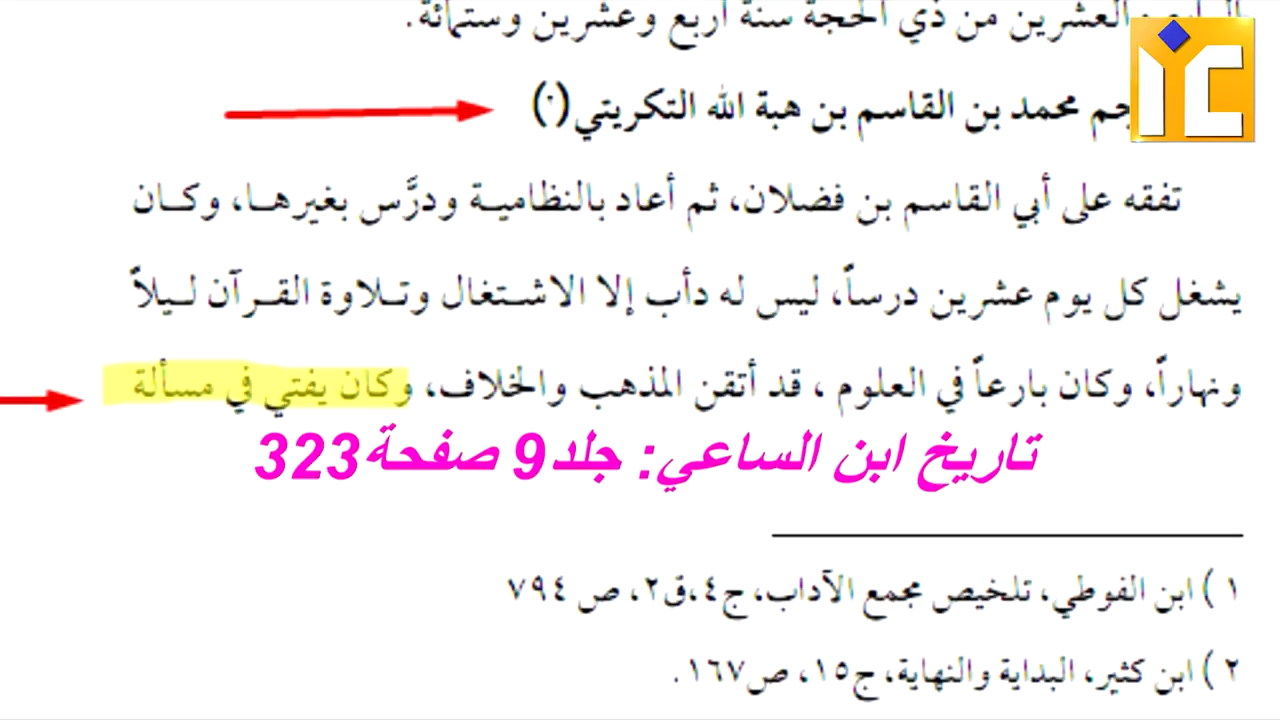 والعشرين من ذي الحجة سنة أربع وعشرين وستمائة.
محمد بن القاسم بن هبة الله التكريتي(٢)
تفقه على أبي القاسم بن فضلان، ثم أعاد بالنظامية ودرَّس بغيرها، وكان
يشغل كل يوم عشرين درساً، ليس له دأب إلا الاشتغال وتلاوة القرآن ليلاً
ونهاراً، وكان بارعاً في العلوم ، قد أتقن المذهب والخلاف، وكان يفتي في مسألة
تاريخ ابن الساعي: جلد9 صفحة323
١ ) ابن الفوطي، تلخيص مجمع الآداب، ج٤،ق٢، ص ٧٩٤
٢ ) ابن كثير، البداية والنهاية، ج١٥، ص١٦٧.